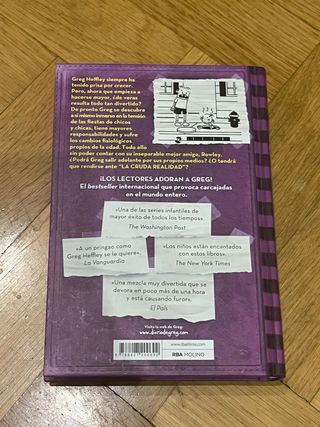 Greg Heffley siempre ha
tenido prisa por crecer.
Pero, ahora que empieza a
hacerse mayor, ¿de veras
resulta todo tan divertido?
De pronto Greg se descubre
a sí mismo inmerso en la tensión
de las fiestas de chicos
y chicas, tiene mayores
responsabilidades y sufre
los cambios fisiológicos
propios de la edad. Todo ello
sin poder contar con su inseparable mejor amigo, Rowley.
¿Podrá Greg salir adelante por sus propios medios? ¿O tendrá
que rendirse ante "LA CRUDA REALIDAD"?
¡LOS LECTORES ADORAN A GREG!
El bestseller internacional que provoca carcajadas
en el mundo entero.
«Una de las series infantiles de
mayor éxito de todos los tiempos».
The Washington Post
«A un pringao como
Greg Heffley se le quiere».
La Vanguardia
«Los niños están encantados
con estos libros».
The New York Times
«Una mezcla muy divertida que se
devora en poco más de una hora
y está causando furor».
El País
Visita la web de Greg:
www.diariodegreg.com
www.rbalibros.com
RBA MOLINO